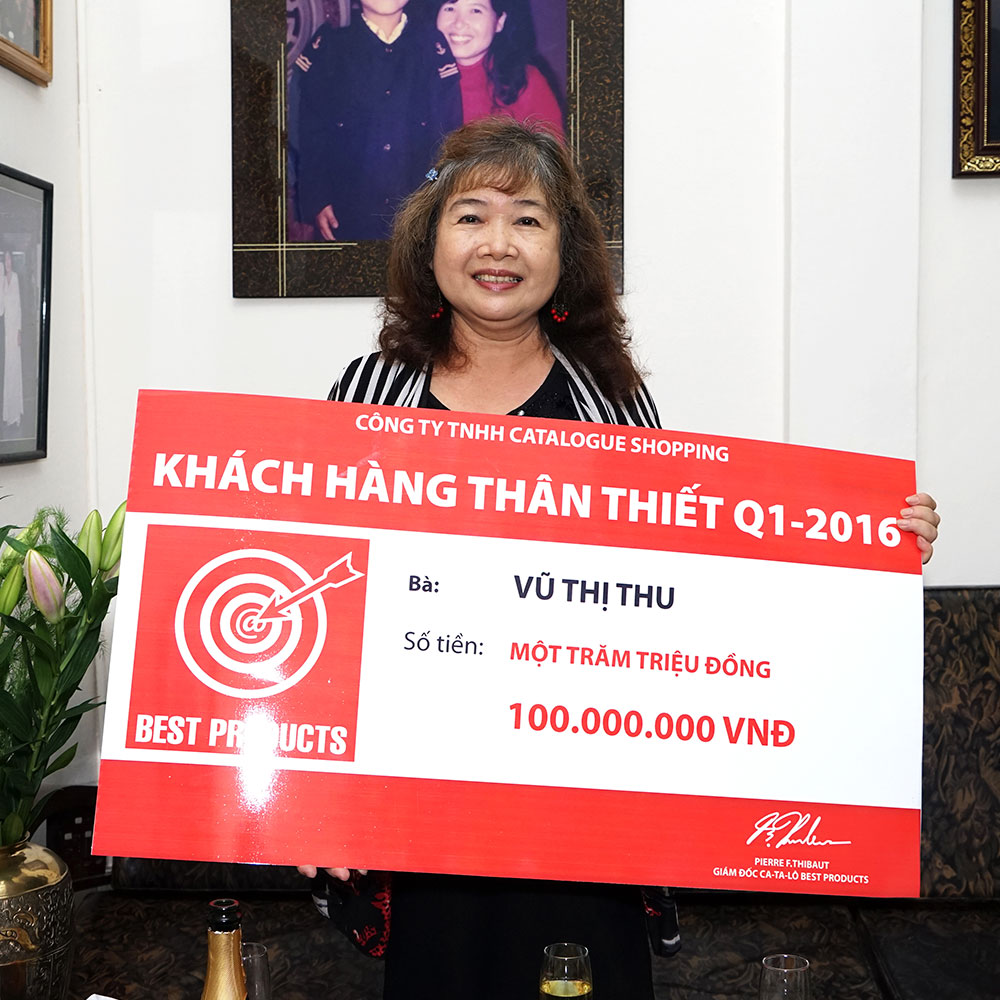 CÔNG TY TNHH CATALOGUE SHOPPING
KHÁCH HÀNG THÂN THIẾT Q1-2016
Bà: VŨ THỊ THU
Số tiền: MỘT TRĂM TRIỆU ĐỒNG
100.000.000 VNĐ
@
BEST PRODUCTS
PIERRE F.THIBAUT
GIÁM ĐỐC CA-TA-LÔ BEST PRODUCTS